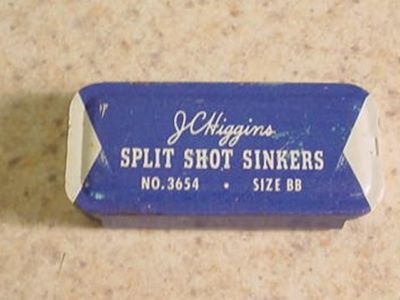 JCHiggins
SPLIT SHOT SINKERS
NO. 3654 • SIZE BB